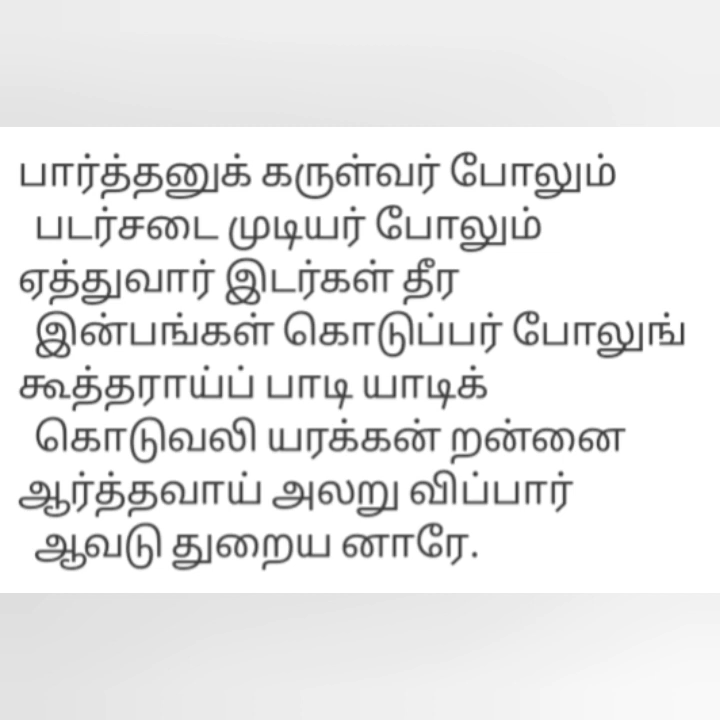 பார்த்தனுக் கருள்வர் போலும்
படர்சடை முடியர் போலும்
ஏத்துவார் இடர்கள் தீர
இன்பங்கள் கொடுப்பர் போலுங்
கூத்தராய்ப் பாடி யாடிக்
கொடுவலி யரக்கன் றன்னை
ஆர்த்தவாய் அலறு விப்பார்
ஆவடு துறைய னாரே.